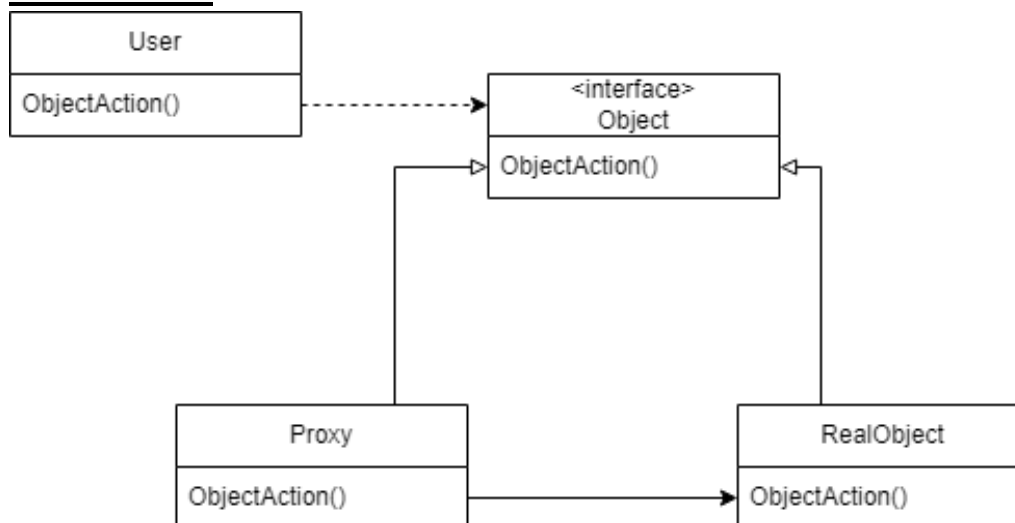 User
ObjectAction()
<interface>
Object
ObjectAction()
Proxy
ObjectAction()
RealObject
ObjectAction()